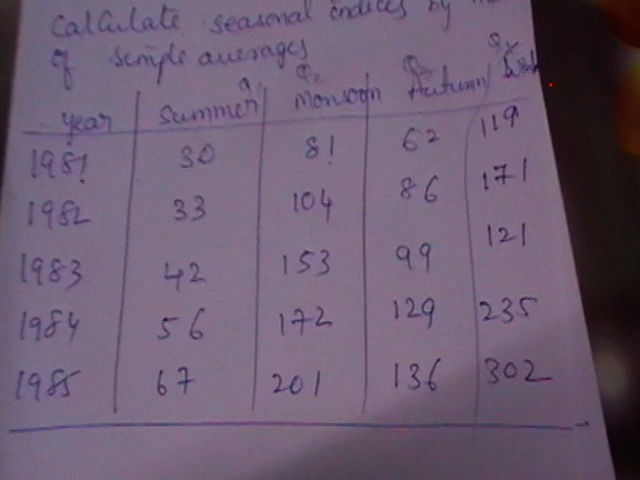 Calculate seasonal indices by
of simple averages
year Summer Q1 Monsoon Q2 Autumn
1981 30 81 62 119
1982 33 104 86 171
1983 42 153 99 121
1984 56 172 129 235
1985 67 201 136 302